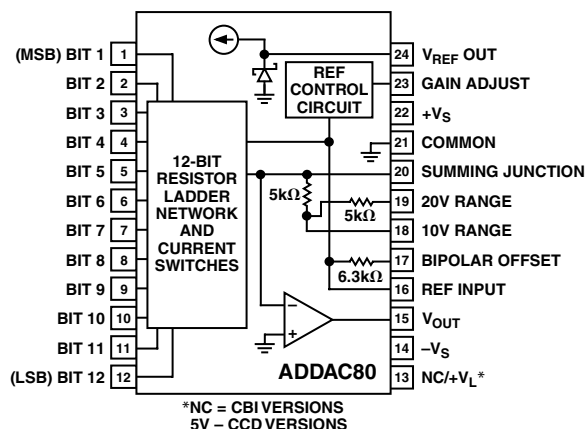 (MSB) BIT 1 1
BIT 2 2
BIT 3 3
BIT 4 4
BIT 5 5
BIT 6 6
BIT 7 7
BIT 8 8
BIT 9 9
BIT 10 10
BIT 11 11
(LSB) BIT 12 12
12-BIT
RESISTOR
LADDER
NETWORK
AND
CURRENT
SWITCHES
REF
CONTROL
CIRCUIT
5kΩ
5kΩ
6.3kΩ
–
+
ADDAC80
24 VREF OUT
23 GAIN ADJUST
22 +VS
21 COMMON
20 SUMMING JUNCTION
19 20V RANGE
18 10V RANGE
17 BIPOLAR OFFSET
16 REF INPUT
15 VOUT
14 –VS
13 NC/+VL*
*NC = CBI VERSIONS
5V – CCD VERSIONS